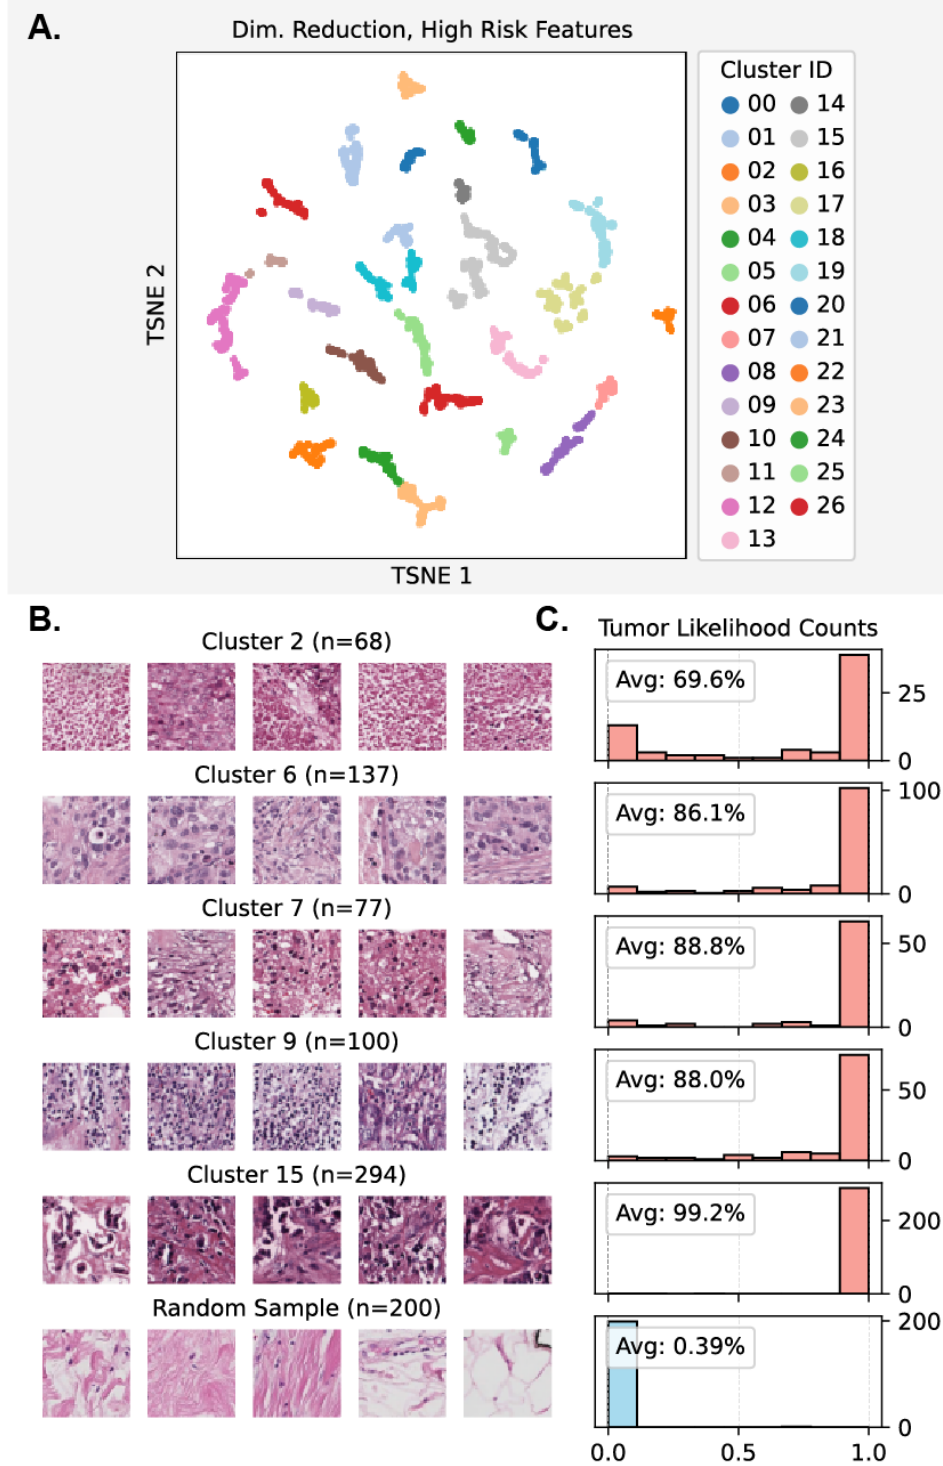 A.
Dim. Reduction, High Risk Features
TSNE 2
TSNE 1
Cluster ID
00 14
01 15
02 16
03 17
04 18
05 19
06 20
07 21
08 22
09 23
10 24
11 25
12 26
13
B.
Cluster 2 (n=68)
Cluster 6 (n=137)
Cluster 7 (n=77)
Cluster 9 (n=100)
Cluster 15 (n=294)
Random Sample (n=200)
C.
Tumor Likelihood Counts
Avg: 69.6%
25
0
Avg: 86.1%
100
0
Avg: 88.8%
50
0
Avg: 88.0%
50
0
Avg: 99.2%
200
0
Avg: 0.39%
200
0
0.0 0.5 1.0